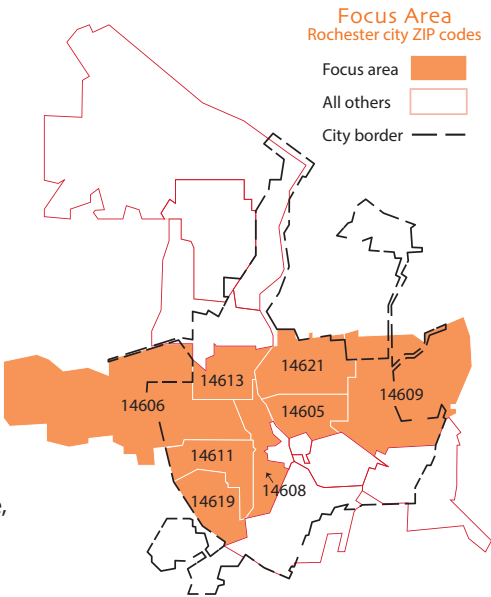 Focus Area
Rochester city ZIP codes
Focus area
All others
City border
14621
14613
14609
14606
14605
14611
14608
14619
,